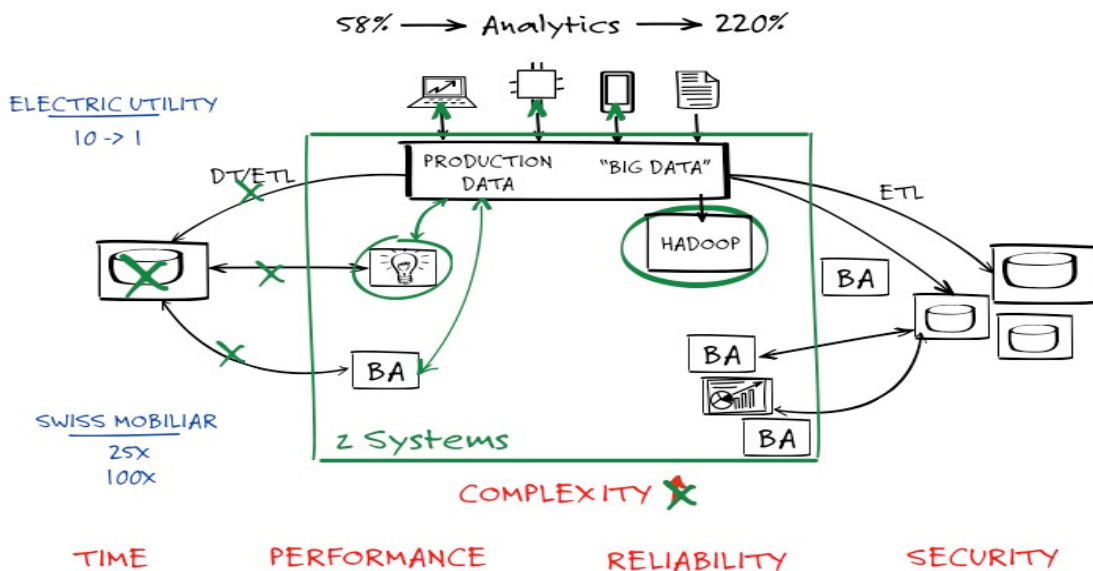 58% → Analytics → 220%
ELECTRIC UTILITY
10 -> 1
PRODUCTION DATA
"BIG DATA"
DT/ETL
ETL
HADOOP
BA
BA
BA
BA
SWISS MOBILIAR
25X
100X
z Systems
COMPLEXITY
TIME
PERFORMANCE
RELIABILITY
SECURITY